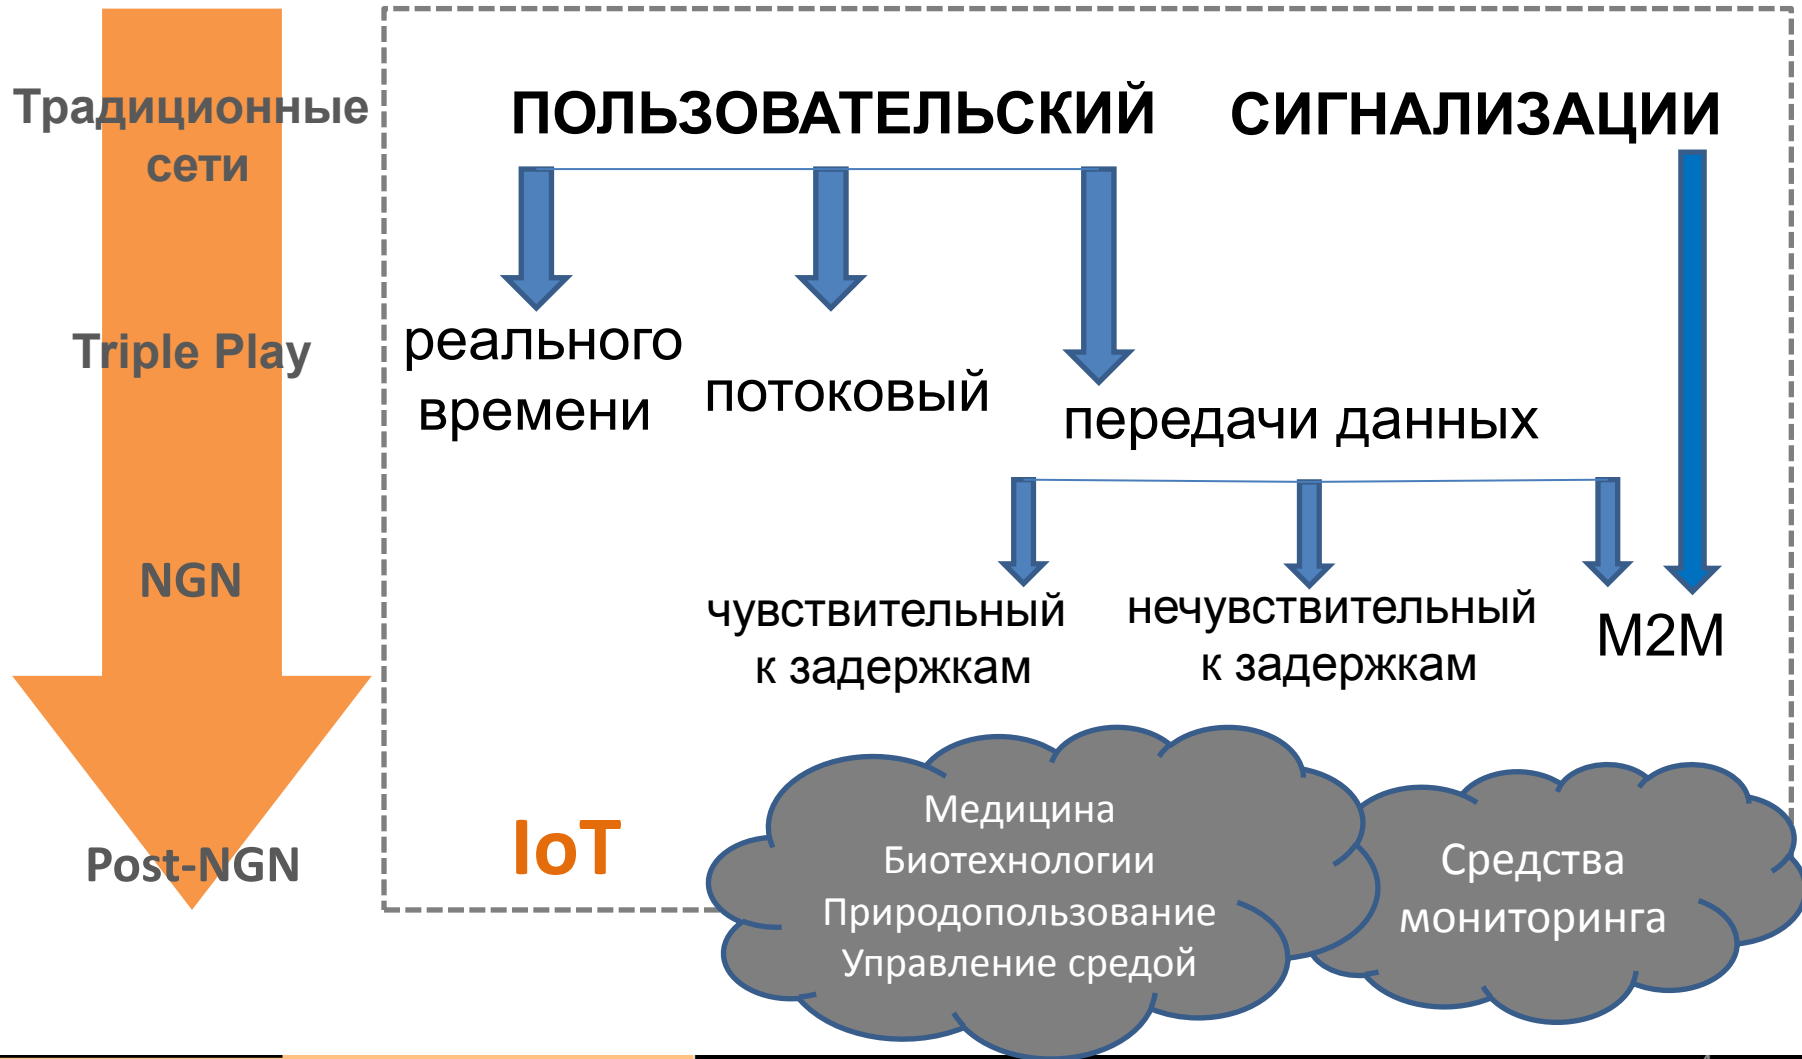 Традиционные
сети
ПОЛЬЗОВАТЕЛЬСКИЙ
СИГНАЛИЗАЦИИ
Triple Play
реального
времени
потоковый
передачи данных
NGN
чувствительный
к задержкам
нечувствительный
к задержкам
M2M
Post-NGN
IoT
Медицина
Биотехнологии
Природопользование
Управление средой
Средства
мониторинга